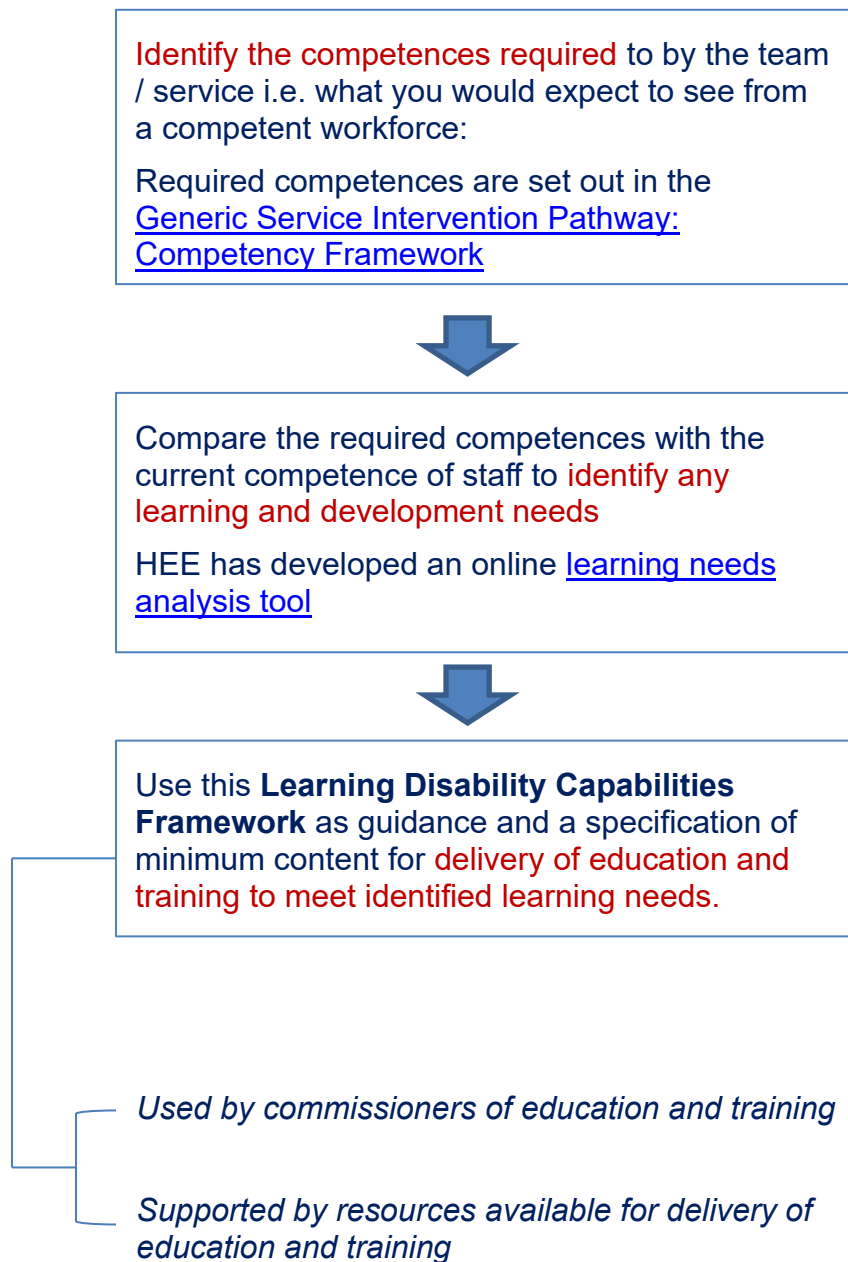 Identify the competences required to by the team
/ service i.e. what you would expect to see from
a competent workforce:
Required competences are set out in the
Generic Service Intervention Pathway:
Competency Framework
Compare the required competences with the
current competence of staff to identify any
learning and development needs
HEE has developed an online learning needs
analysis tool
Use this Learning Disability Capabilities
Framework as guidance and a specification of
minimum content for delivery of education and
training to meet identified learning needs.
Used by commissioners of education and training
Supported by resources available for delivery of
education and training